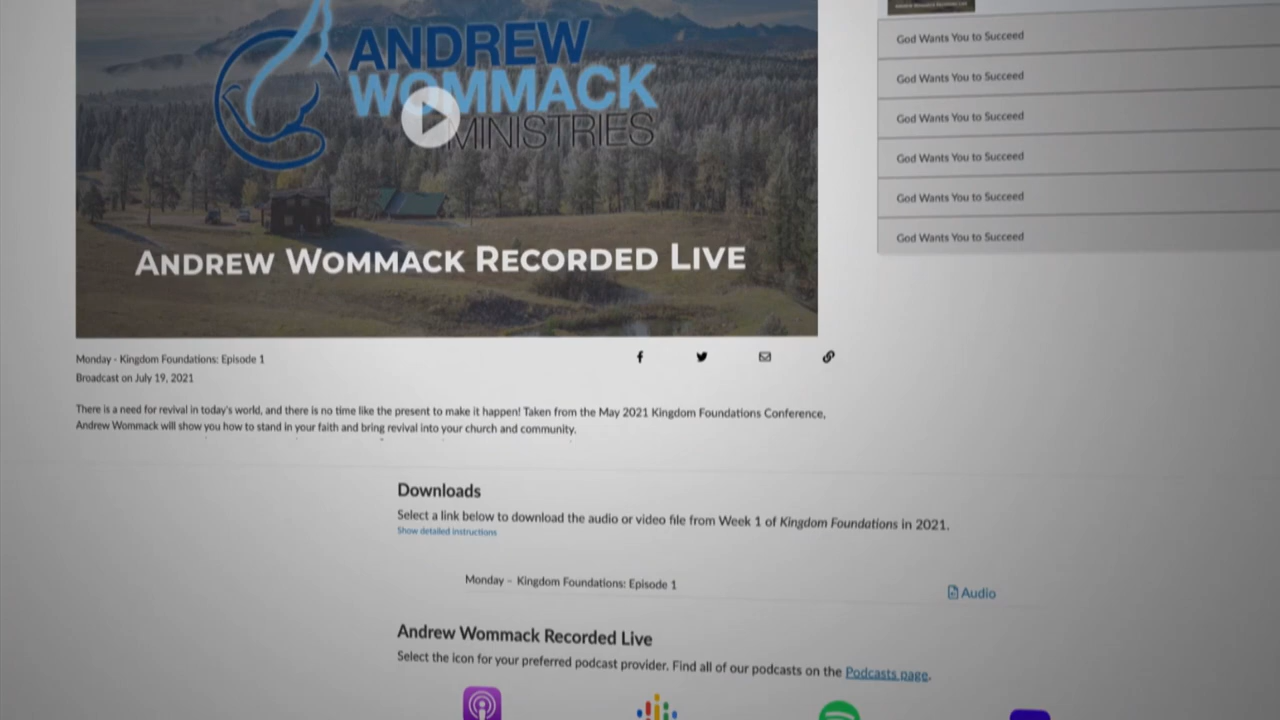 ANDREW
WOMMACK
MINISTRIES
ANDREW WOMMACK RECORDED LIVE
Monday - Kingdom Foundations: Episode 1
Broadcast on July 19, 2021
There is a need for revival in today's world, and there is no time like the present to make it happen! Taken from the May 2021 Kingdom Foundations Conference,
Andrew Wommack will show you how to stand in your faith and bring revival into your church and community.
God Wants You to Succeed
God Wants You to Succeed
God Wants You to Succeed
God Wants You to Succeed
God Wants You to Succeed
God Wants You to Succeed
Downloads
Select a link below to download the audio or video file from Week 1 of Kingdom Foundations in 2021.
Show detailed instructions
Monday – Kingdom Foundations: Episode 1
Audio
Andrew Wommack Recorded Live
Select the icon for your preferred podcast provider. Find all of our podcasts on the Podcasts page.